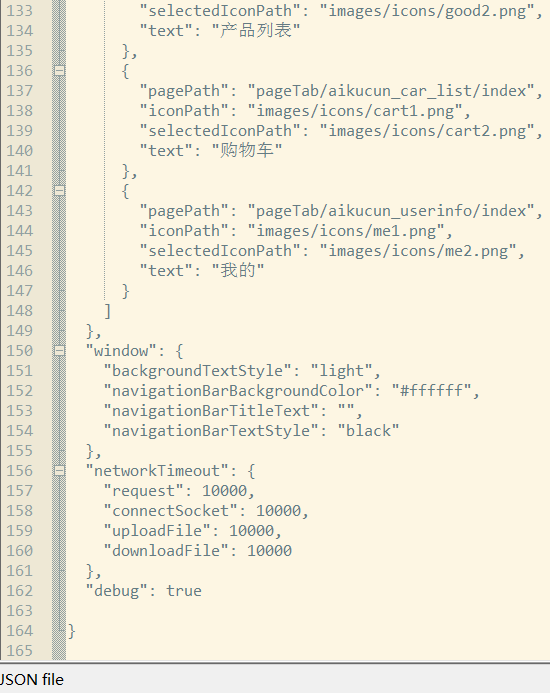 133 "selectedIconPath": "images/icons/good2.png",
134 "text": "产品列表"
135 },
136 {
137 "pagePath": "pageTab/aikucun_car_list/index",
138 "iconPath": "images/icons/cart1.png",
139 "selectedIconPath": "images/icons/cart2.png",
140 "text": "购物车"
141 },
142 {
143 "pagePath": "pageTab/aikucun_userinfo/index",
144 "iconPath": "images/icons/me1.png",
145 "selectedIconPath": "images/icons/me2.png",
146 "text": "我的"
147 }
148 ]
149 },
150 "window": {
151 "backgroundTextStyle": "light",
152 "navigationBarBackgroundColor": "#ffffff",
153 "navigationBarTitleText": "",
154 "navigationBarTextStyle": "black"
155 },
156 "networkTimeout": {
157 "request": 10000,
158 "connectSocket": 10000,
159 "uploadFile": 10000,
160 "downloadFile": 10000
161 },
162 "debug": true
163
164 }
165
JSON file